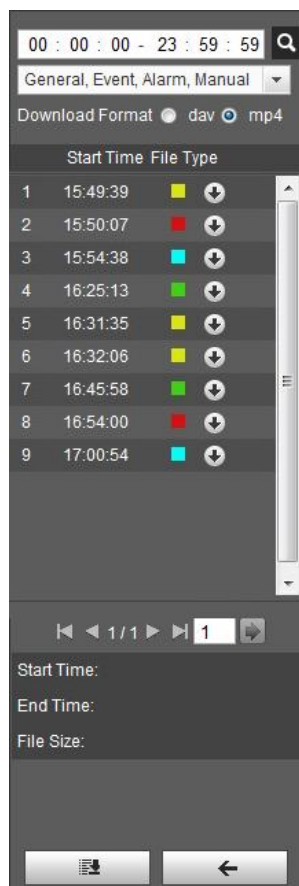 00 : 00 : 00 - 23 : 59 : 59
General, Event, Alarm, Manual
Download Format dav mp4
Start Time File Type
1 15:49:39
2 15:50:07
3 15:54:38
4 16:25:13
5 16:31:35
6 16:32:06
7 16:45:58
8 16:54:00
9 17:00:54
1/1 1
Start Time:
End Time:
File Size: